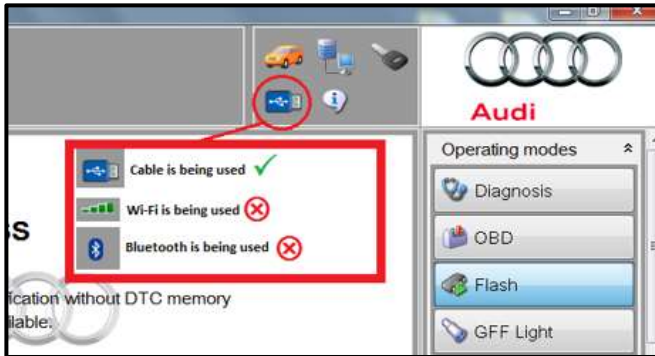 Audi
Cable is being used
Wi-Fi is being used
Bluetooth is being used
ss
ification without DTC memory
ilable.
Operating modes
Diagnosis
OBD
Flash
GFF Light